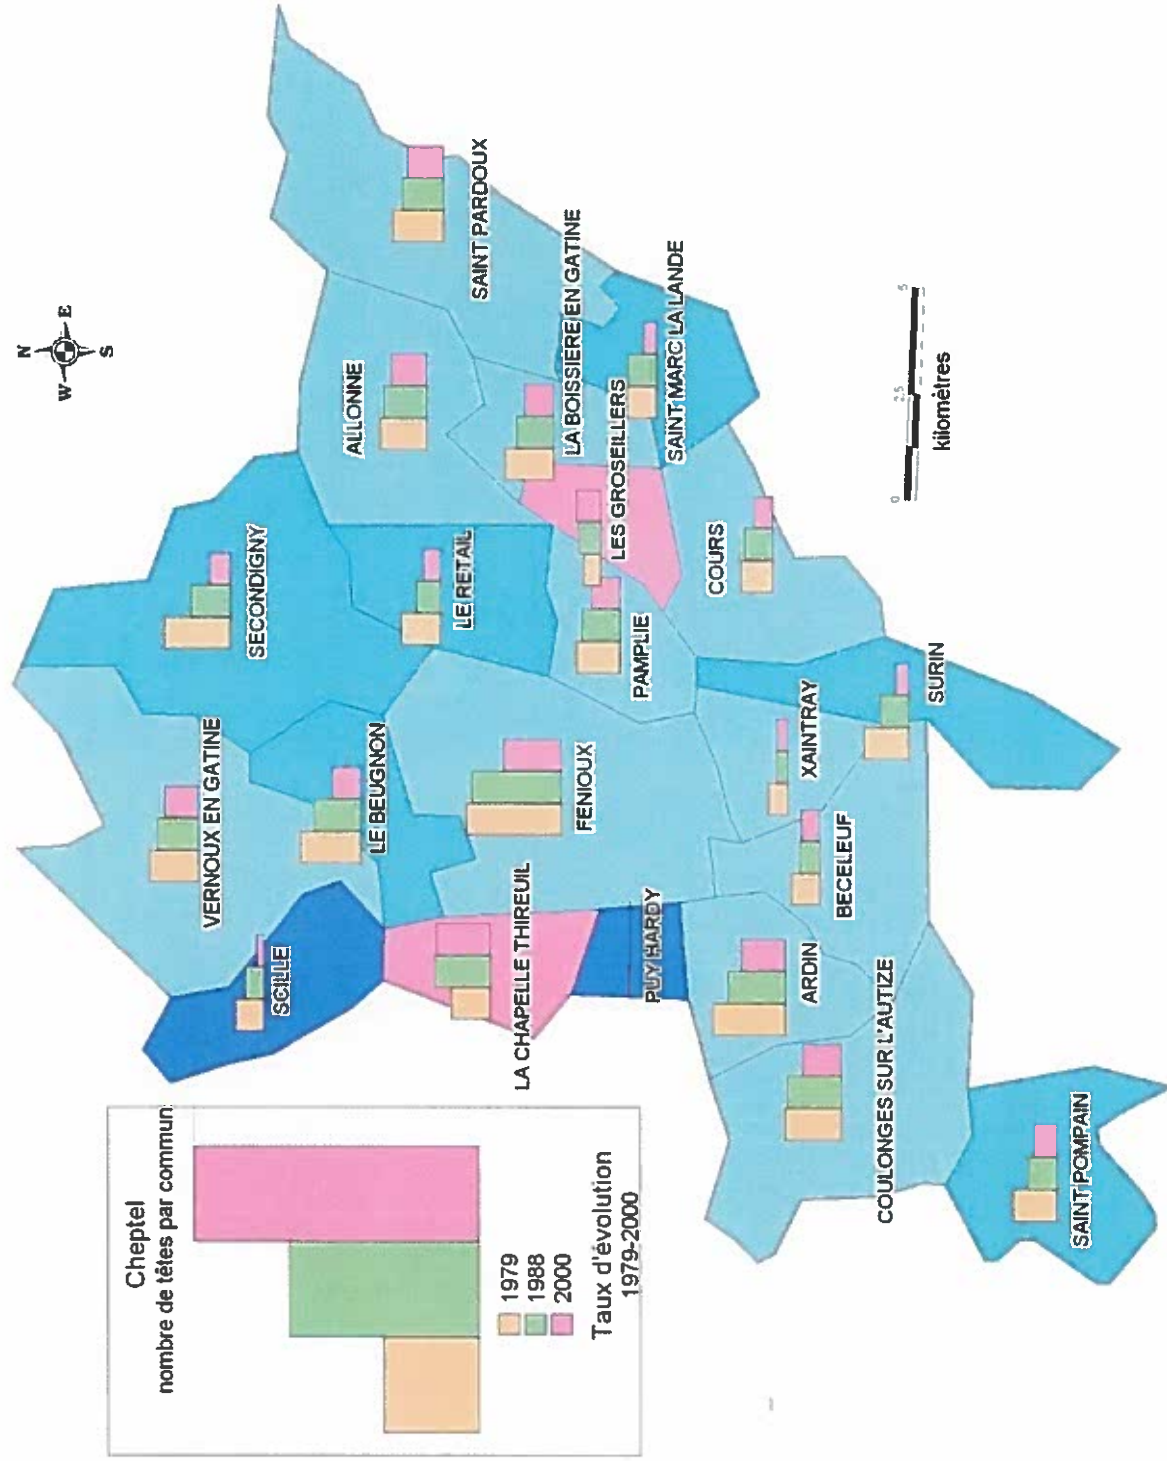 Cheptel
nombre de têtes par commun
1979
1988
2000
Taux d'évolution
1979-2000
N
W
E
S
VERNOUX EN GATINE
SECONDIGNY
SCILLE
LE BEUGNON
ALLONNE
SAINT PARDOUX
LE RETAIL
LA CHAPELLE THIREUIL
FENIOUX
LA BOISSIERE EN GATINE
LES GROSEILLERS
PAMPLIE
SAINT MARC LA LANDE
PUY HARDY
COURS
XAINTRAY
BECELEUF
ARDIN
SURIN
COULONGES SUR L'AUTIZE
SAINT POMPAIN
0
2,5
5
kilomètres